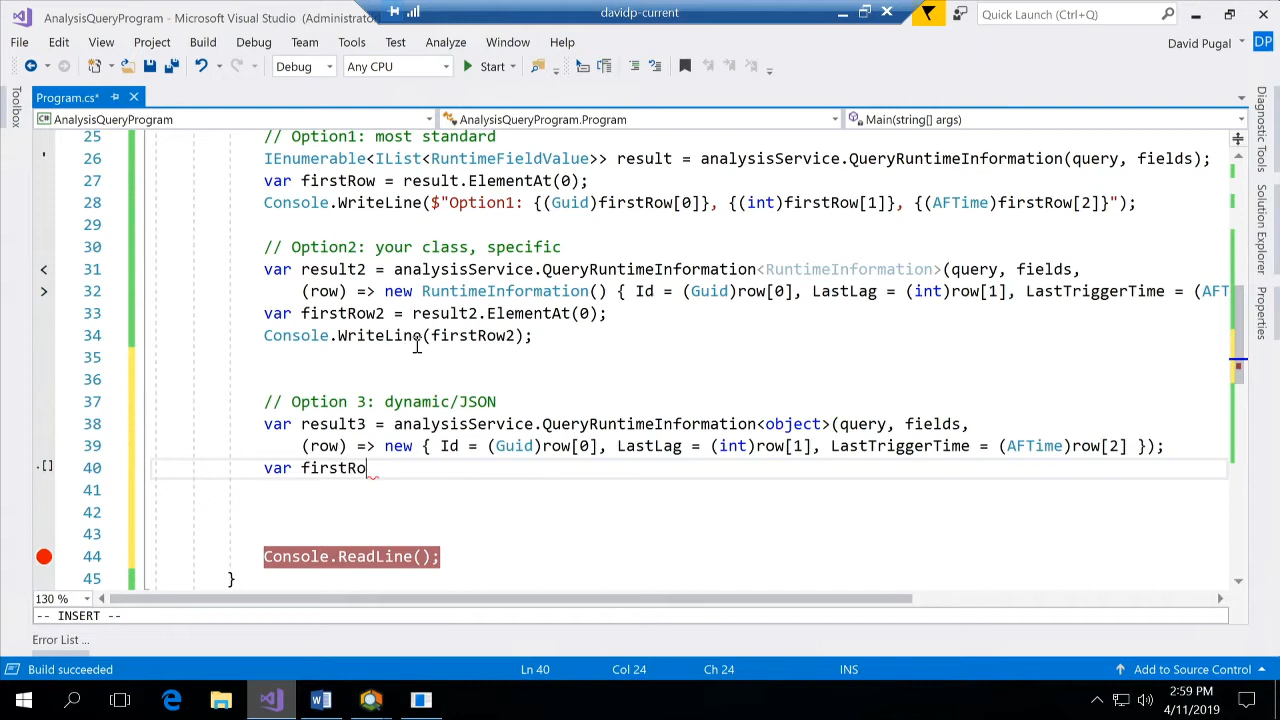 AnalysisQueryProgram - Microsoft Visual Studio (Administrator
davidp-current
Quick Launch (Ctrl+Q)
File Edit View Project Build Debug Team Tools Test Analyze Window Help
David Pugal
DP
Debug Any CPU Start
Program.cs*
AnalysisQueryProgram AnalysisQueryProgram.Program Main(string[] args)
Toolbox
Diagnostic Tools
Solution Explorer
Properties
25 // Option1: most standard
26 IEnumerable<IList<RuntimeFieldValue>> result = analysisService.QueryRuntimeInformation(query, fields);
27 var firstRow = result.ElementAt(0);
28 Console.WriteLine($"Option1: {(Guid)firstRow[0]}, {(int)firstRow[1]}, {(AFTime)firstRow[2]}");
29
30 // Option2: your class, specific
31 var result2 = analysisService.QueryRuntimeInformation<RuntimeInformation>(query, fields,
32 (row) => new RuntimeInformation() { Id = (Guid)row[0], LastLag = (int)row[1], LastTriggerTime = (AFT
33 var firstRow2 = result2.ElementAt(0);
34 Console.WriteLine(firstRow2);
35
36
37 // Option 3: dynamic/JSON
38 var result3 = analysisService.QueryRuntimeInformation<object>(query, fields,
39 (row) => new { Id = (Guid)row[0], LastLag = (int)row[1], LastTriggerTime = (AFTime)row[2] });
40 var firstRo
41
42
43
44 Console.ReadLine();
45 }
130 %
-- INSERT --
Error List ...
Build succeeded Ln 40 Col 24 Ch 24 INS Add to Source Control
2:59 PM
4/11/2019